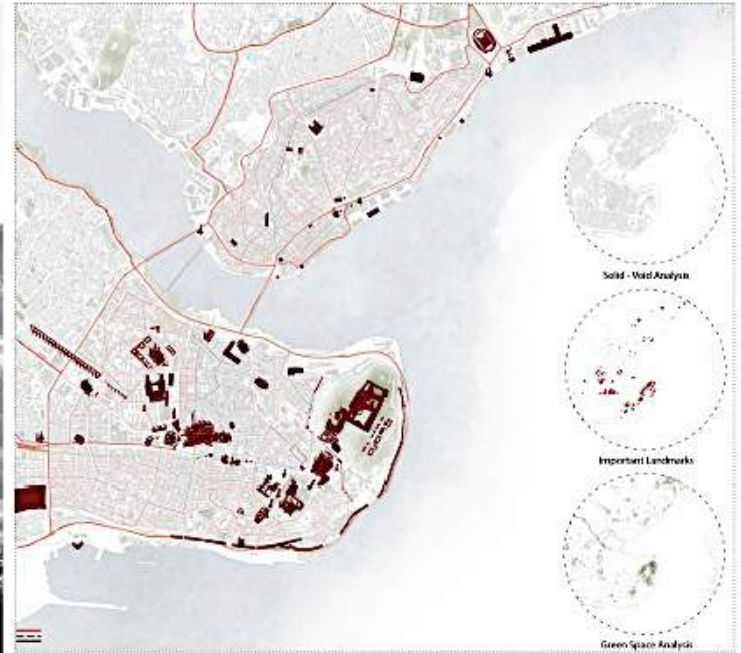 Solid - Void Analysis
Important Landmarks
Green Space Analysis